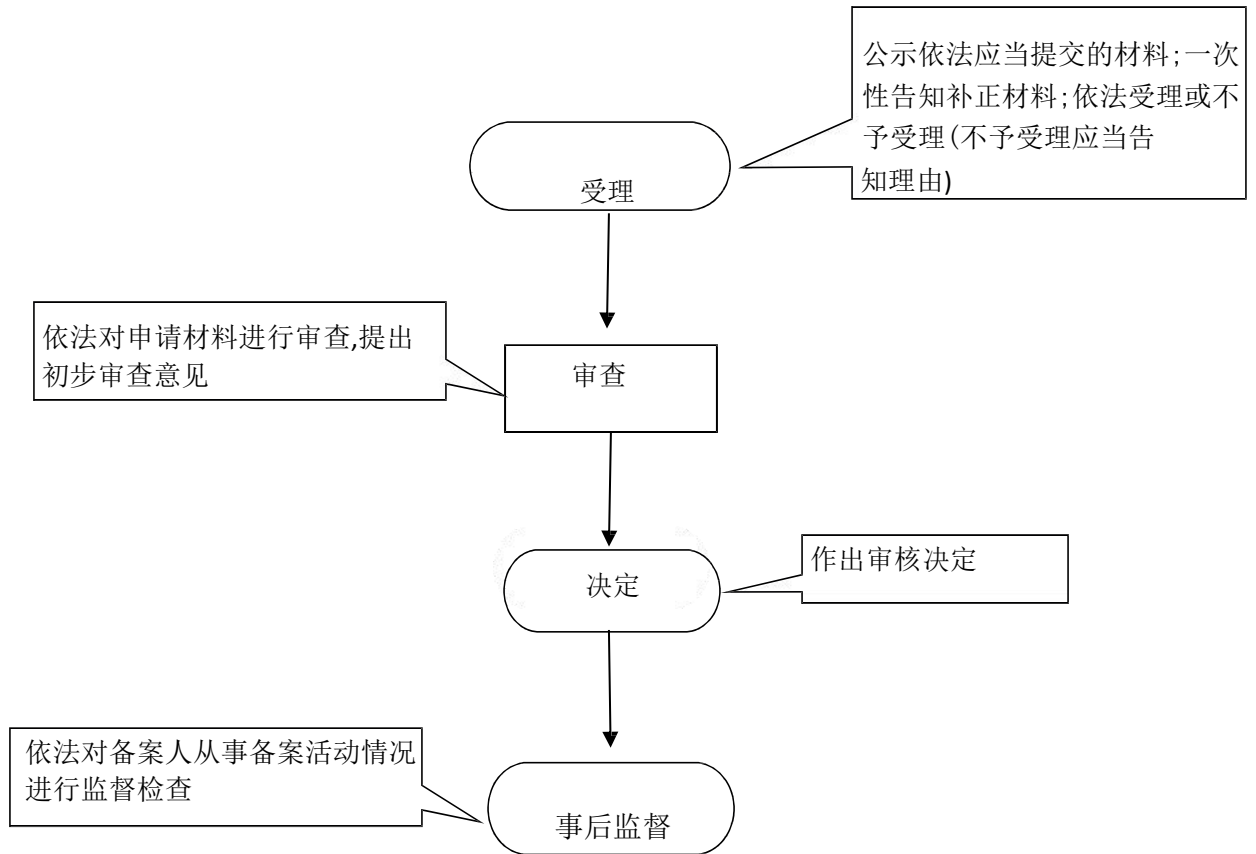 公示依法应当提交的材料;一次
性告知补正材料;依法受理或不
予受理(不予受理应当告
知理由)
受理
依法对申请材料进行审查,提出
初步审查意见
审查
决定
作出审核决定
依法对备案人从事备案活动情况
进行监督检查
事后监督